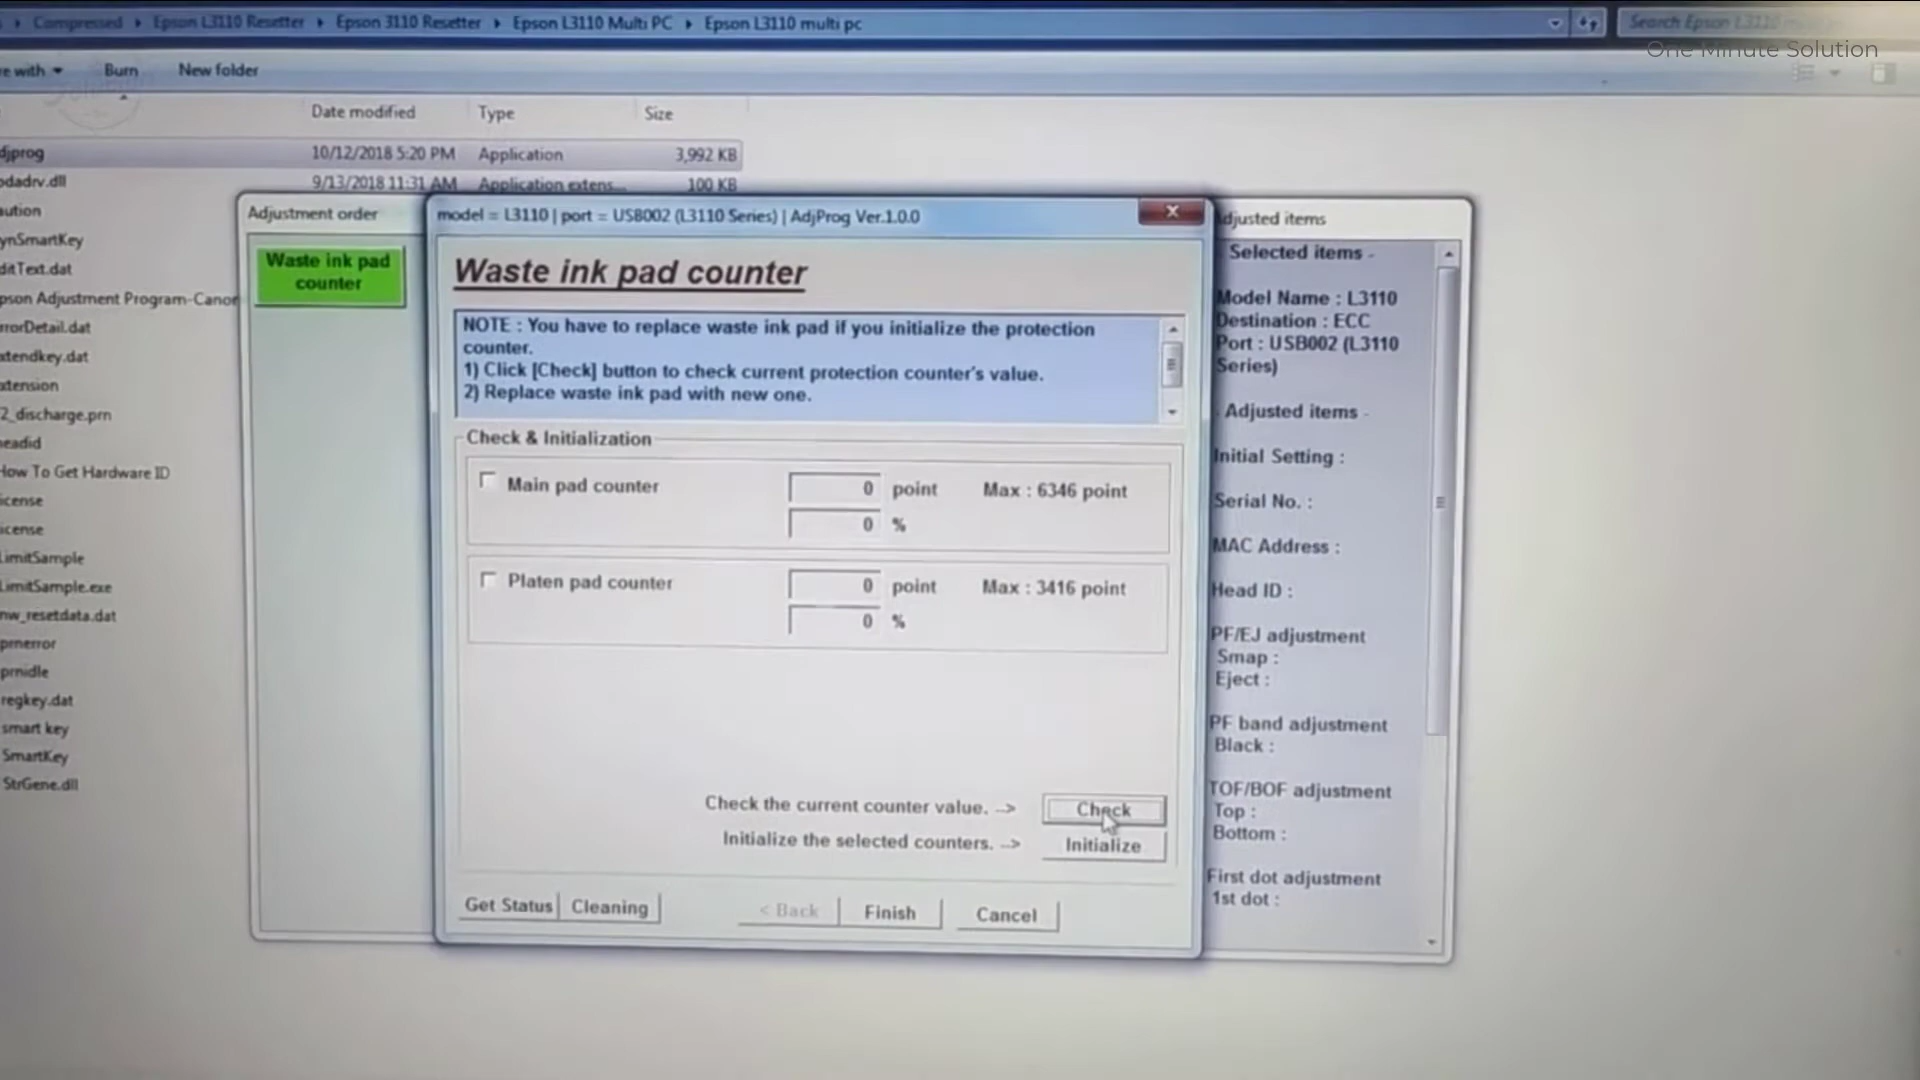 Compressed ▸ Epson L3110 Resetter ▸ Epson 3110 Resetter ▸ Epson L3110 Multi PC ▸ Epson L3110 multi pc
Search Epson L3110
One Minute Solution
e with Burn New folder
Date modified Type Size
djprog 10/12/2018 5:20 PM Application 3,992 KB
odadrv.dll 9/13/2018 11:31 AM Application extens... 100 KB
aution
ynSmartKey
ditText.dat
pson Adjustment Program-Canon
rrorDetail.dat
xtendkey.dat
xtension
2_discharge.prn
eadid
How To Get Hardware ID
icense
icense
LimitSample
LimitSample.exe
nw_resetdata.dat
prnerror
prnidle
regkey.dat
smart key
SmartKey
StrGene.dll
Adjustment order
Waste ink pad
counter
model = L3110 | port = USB002 (L3110 Series) | AdjProg Ver.1.0.0
Waste ink pad counter
NOTE : You have to replace waste ink pad if you initialize the protection
counter.
1) Click [Check] button to check current protection counter's value.
2) Replace waste ink pad with new one.
Check & Initialization
Main pad counter 0 point Max : 6346 point
0 %
Platen pad counter 0 point Max : 3416 point
0 %
Check the current counter value. --> Check
Initialize the selected counters. --> Initialize
Get Status Cleaning < Back Finish Cancel
djusted items
Selected items -
Model Name : L3110
Destination : ECC
Port : USB002 (L3110
Series)
- Adjusted items -
Initial Setting :
Serial No. :
MAC Address :
Head ID :
PF/EJ adjustment
Smap :
Eject :
PF band adjustment
Black :
TOF/BOF adjustment
Top :
Bottom :
First dot adjustment
1st dot :